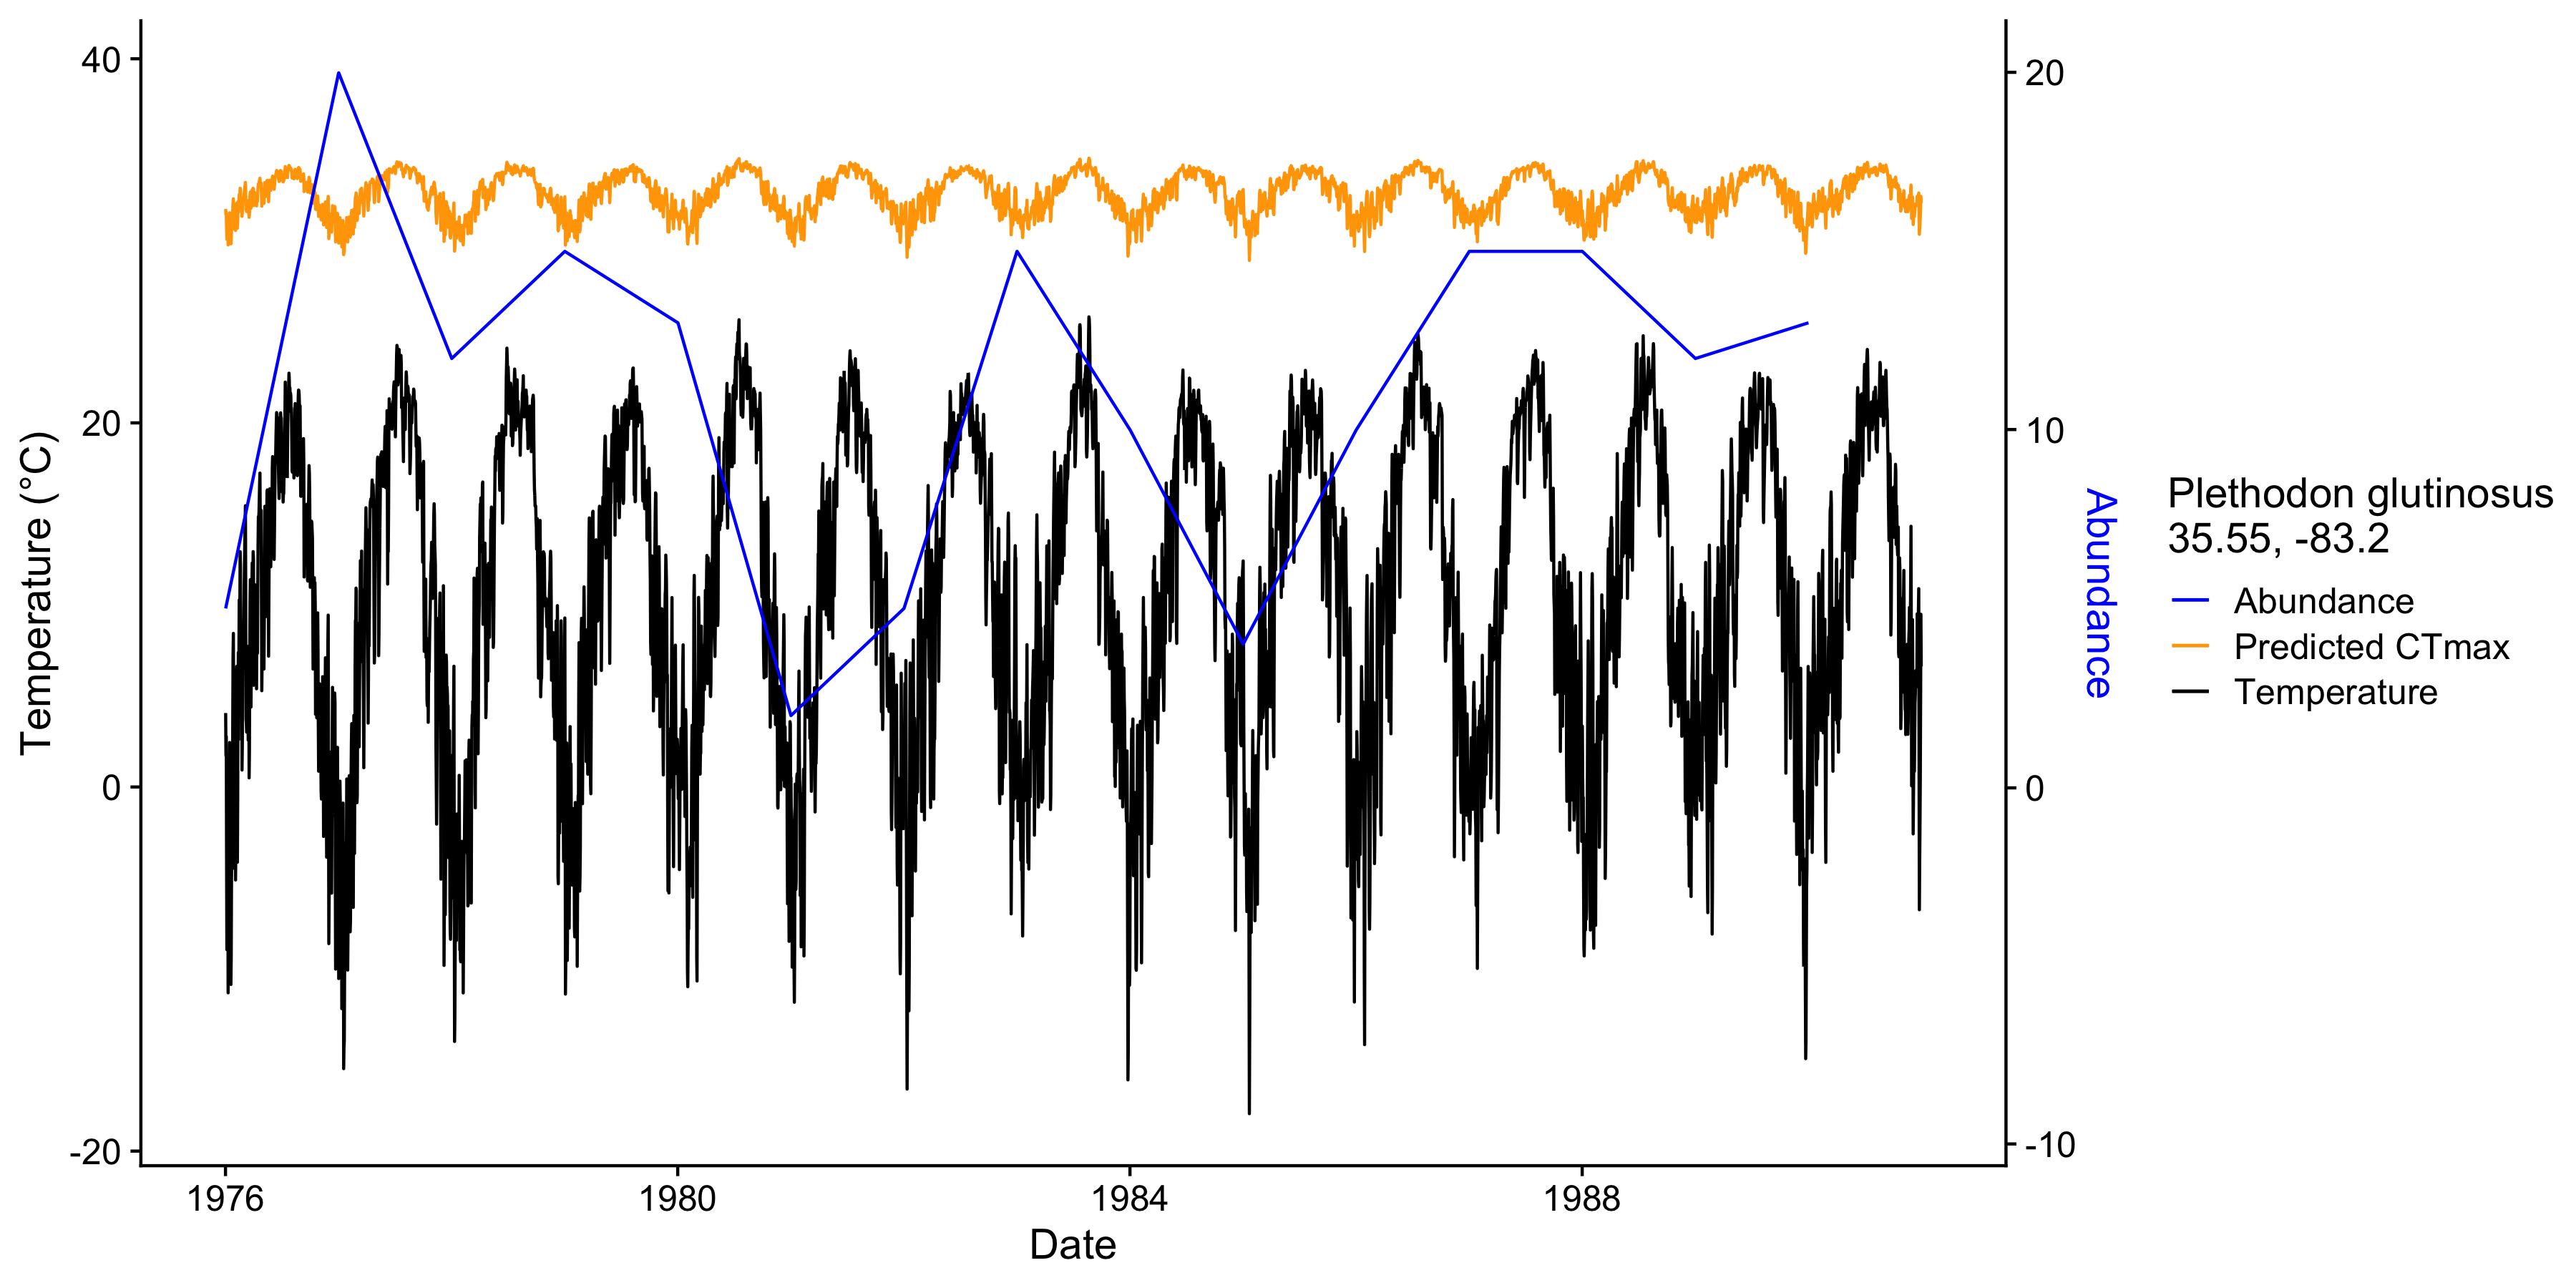 40
20
0
-20
Temperature (°C)
1976
1980
1984
1988
Date
20
10
0
-10
Abundance
Plethodon glutinosus
35.55, -83.2
Abundance
Predicted CTmax
Temperature